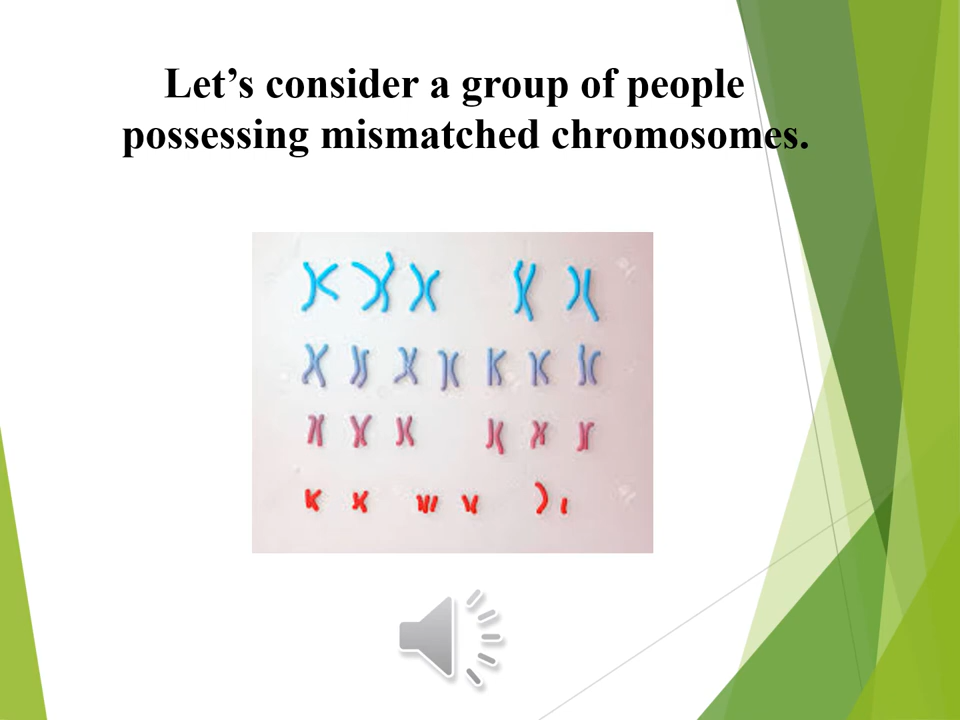 Let’s consider a group of people
possessing mismatched chromosomes.